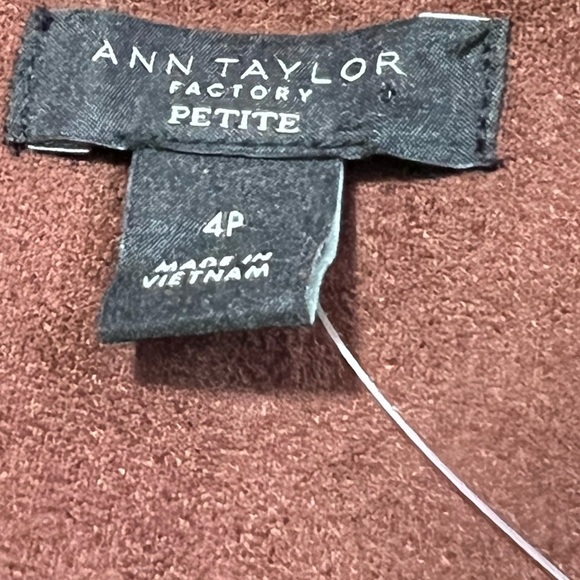 ANN TAYLOR
FACTORY
PETITE
4P
MADE IN
VIETNAM